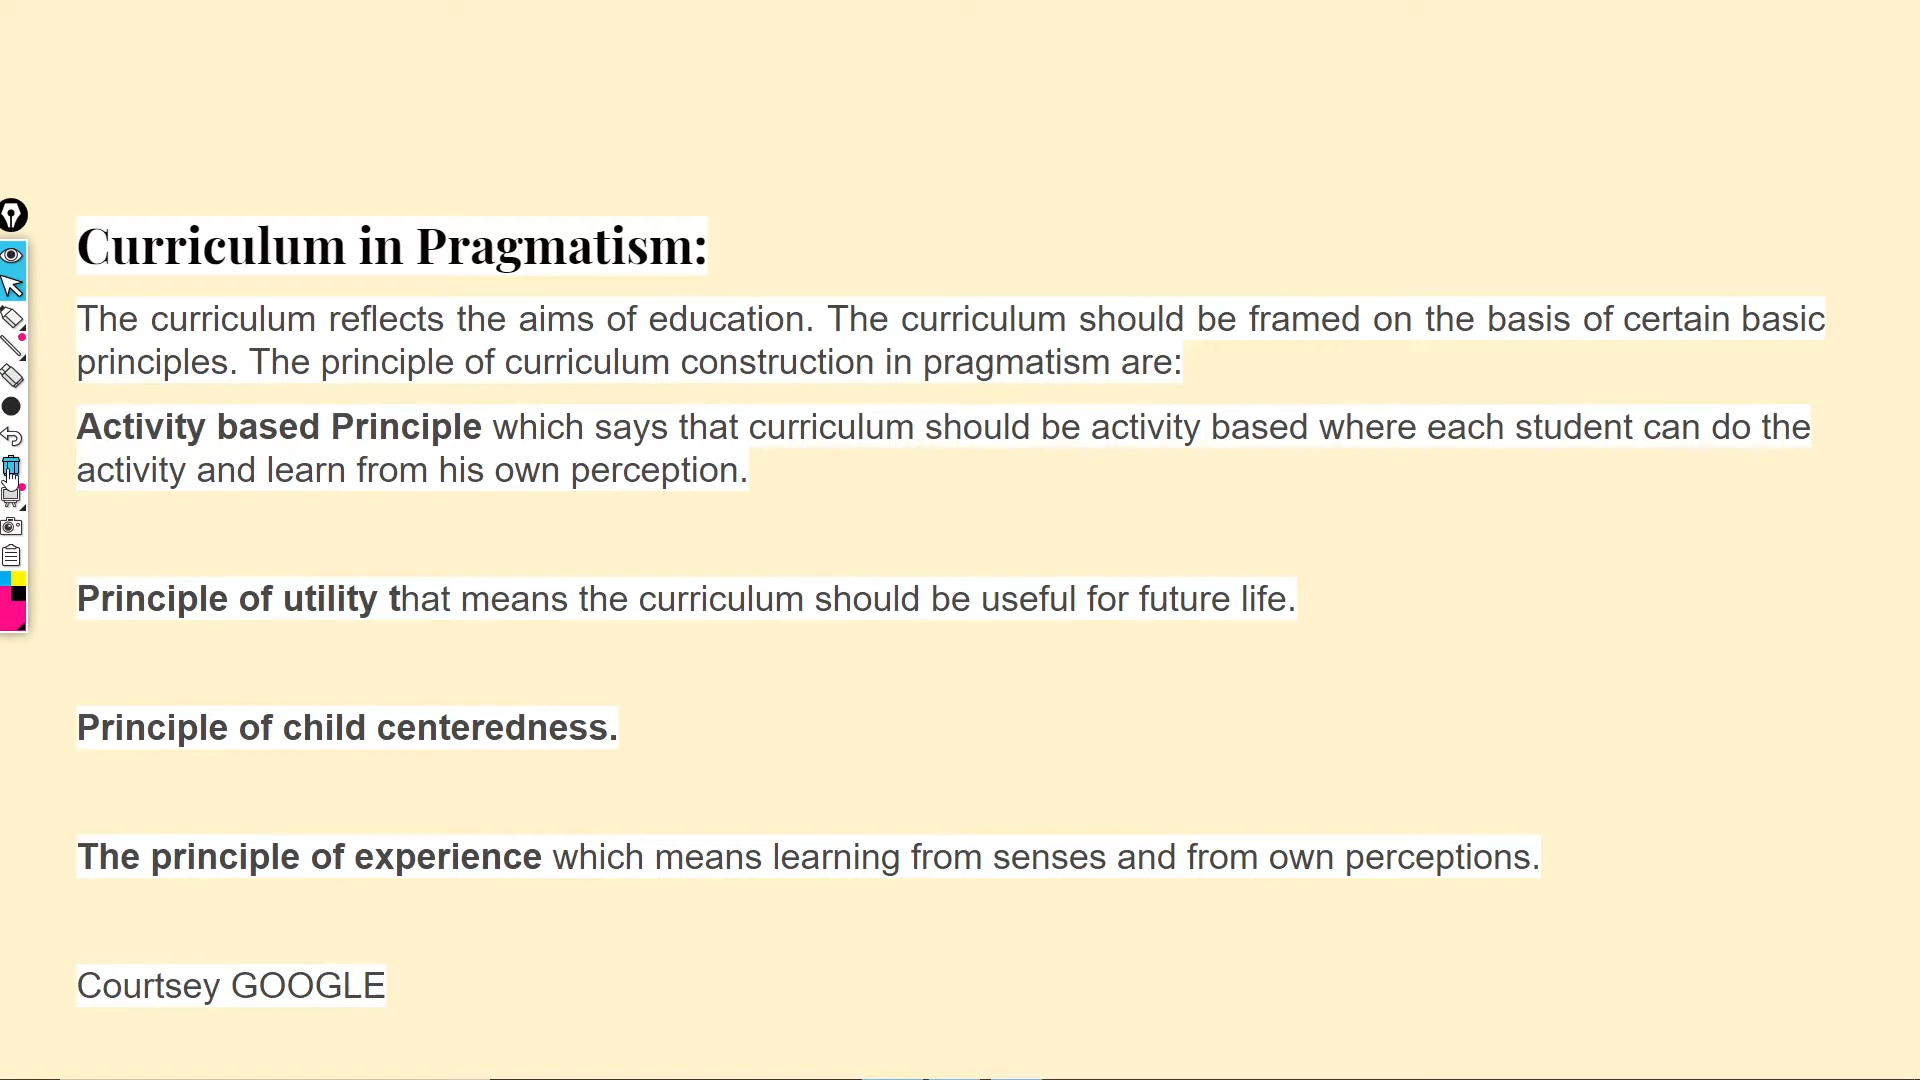 Curriculum in Pragmatism:
The curriculum reflects the aims of education. The curriculum should be framed on the basis of certain basic
principles. The principle of curriculum construction in pragmatism are:
Activity based Principle which says that curriculum should be activity based where each student can do the
activity and learn from his own perception.
Principle of utility that means the curriculum should be useful for future life.
Principle of child centeredness.
The principle of experience which means learning from senses and from own perceptions.
Courtsey GOOGLE